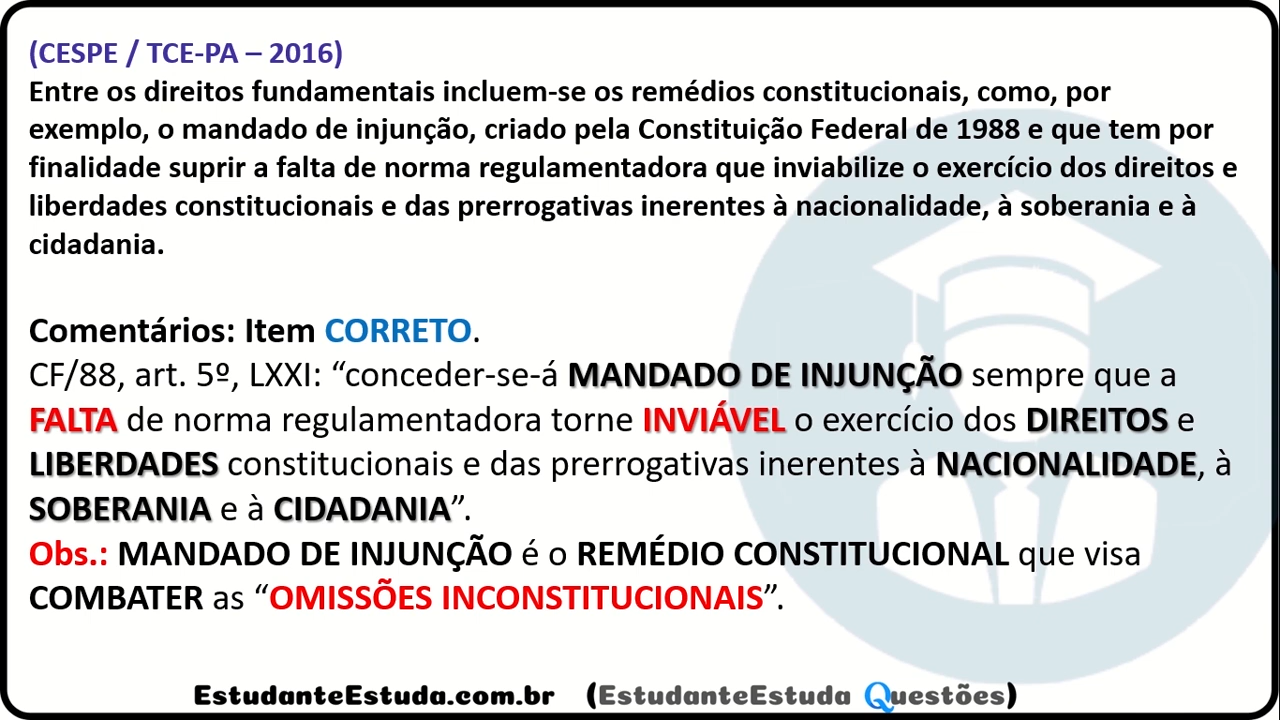 (CESPE / TCE-PA – 2016)
Entre os direitos fundamentais incluem-se os remédios constitucionais, como, por
exemplo, o mandado de injunção, criado pela Constituição Federal de 1988 e que tem por
finalidade suprir a falta de norma regulamentadora que inviabilize o exercício dos direitos e
liberdades constitucionais e das prerrogativas inerentes à nacionalidade, à soberania e à
cidadania.
Comentários: Item CORRETO.
CF/88, art. 5º, LXXI: “conceder-se-á MANDADO DE INJUNÇÃO sempre que a
FALTA de norma regulamentadora torne INVIÁVEL o exercício dos DIREITOS e
LIBERDADES constitucionais e das prerrogativas inerentes à NACIONALIDADE, à
SOBERANIA e à CIDADANIA”.
Obs.: MANDADO DE INJUNÇÃO é o REMÉDIO CONSTITUCIONAL que visa
COMBATER as “OMISSÕES INCONSTITUCIONAIS”.
EstudanteEstuda.com.br (EstudanteEstuda Questões)